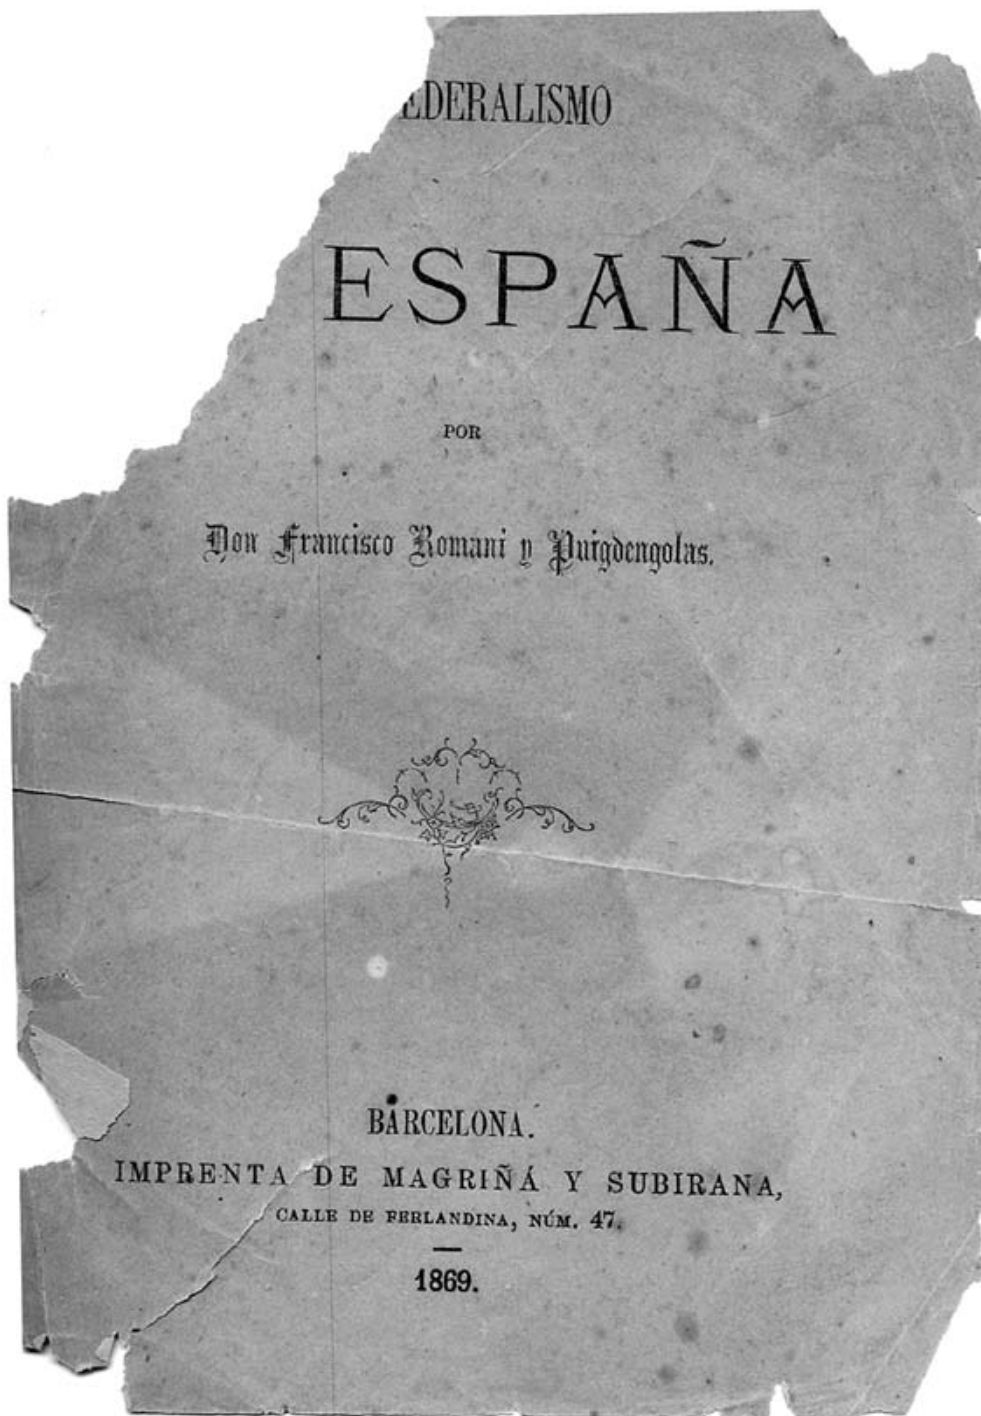 EDERALISMO
ESPAÑA
POR
Don Francisco Romani y Puigdengolas.
BARCELONA.
IMPRENTA DE MAGRIÑÁ Y SUBIRANA,
CALLE DE FERLANDINA, NÚM. 47.
1869.